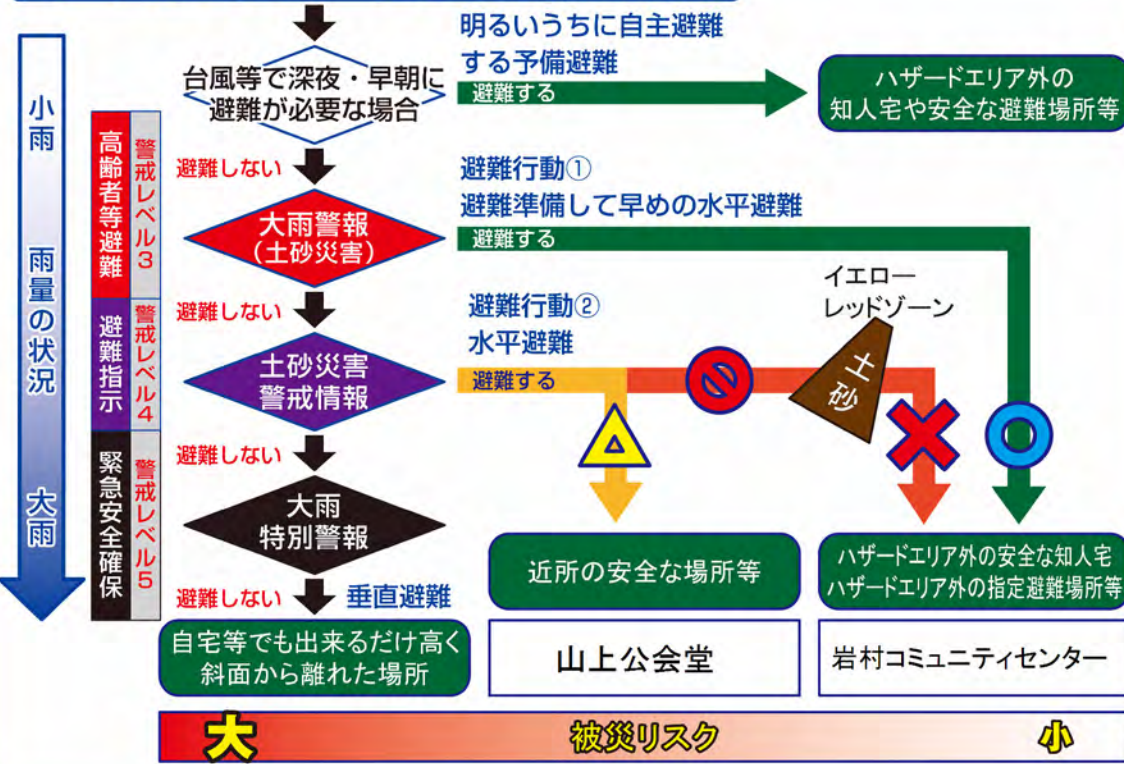 明るいうちに自主避難
する予備避難
台風等で深夜・早朝に
避難が必要な場合
避難する
ハザードエリア外の
知人宅や安全な避難場所等
小雨
雨量の状況
大雨
高齢者等避難
警戒レベル3
避難しない
避難行動①
避難準備して早めの水平避難
大雨警報
(土砂災害)
避難する
イエロー
レッドゾーン
避難指示
警戒レベル4
避難しない
避難行動②
水平避難
土砂災害
警戒情報
避難する
土砂
緊急安全確保
警戒レベル5
避難しない
大雨
特別警報
近所の安全な場所等
ハザードエリア外の安全な知人宅
ハザードエリア外の指定避難場所等
避難しない
垂直避難
自宅等でも出来るだけ高く
斜面から離れた場所
山上公会堂
岩村コミュニティセンター
大
被災リスク
小